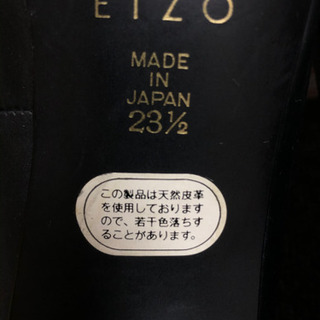 EIZO
MADE
IN
JAPAN
23½
この製品は天然皮革
を使用しております
ので、若干色落ちす
ることがあります。